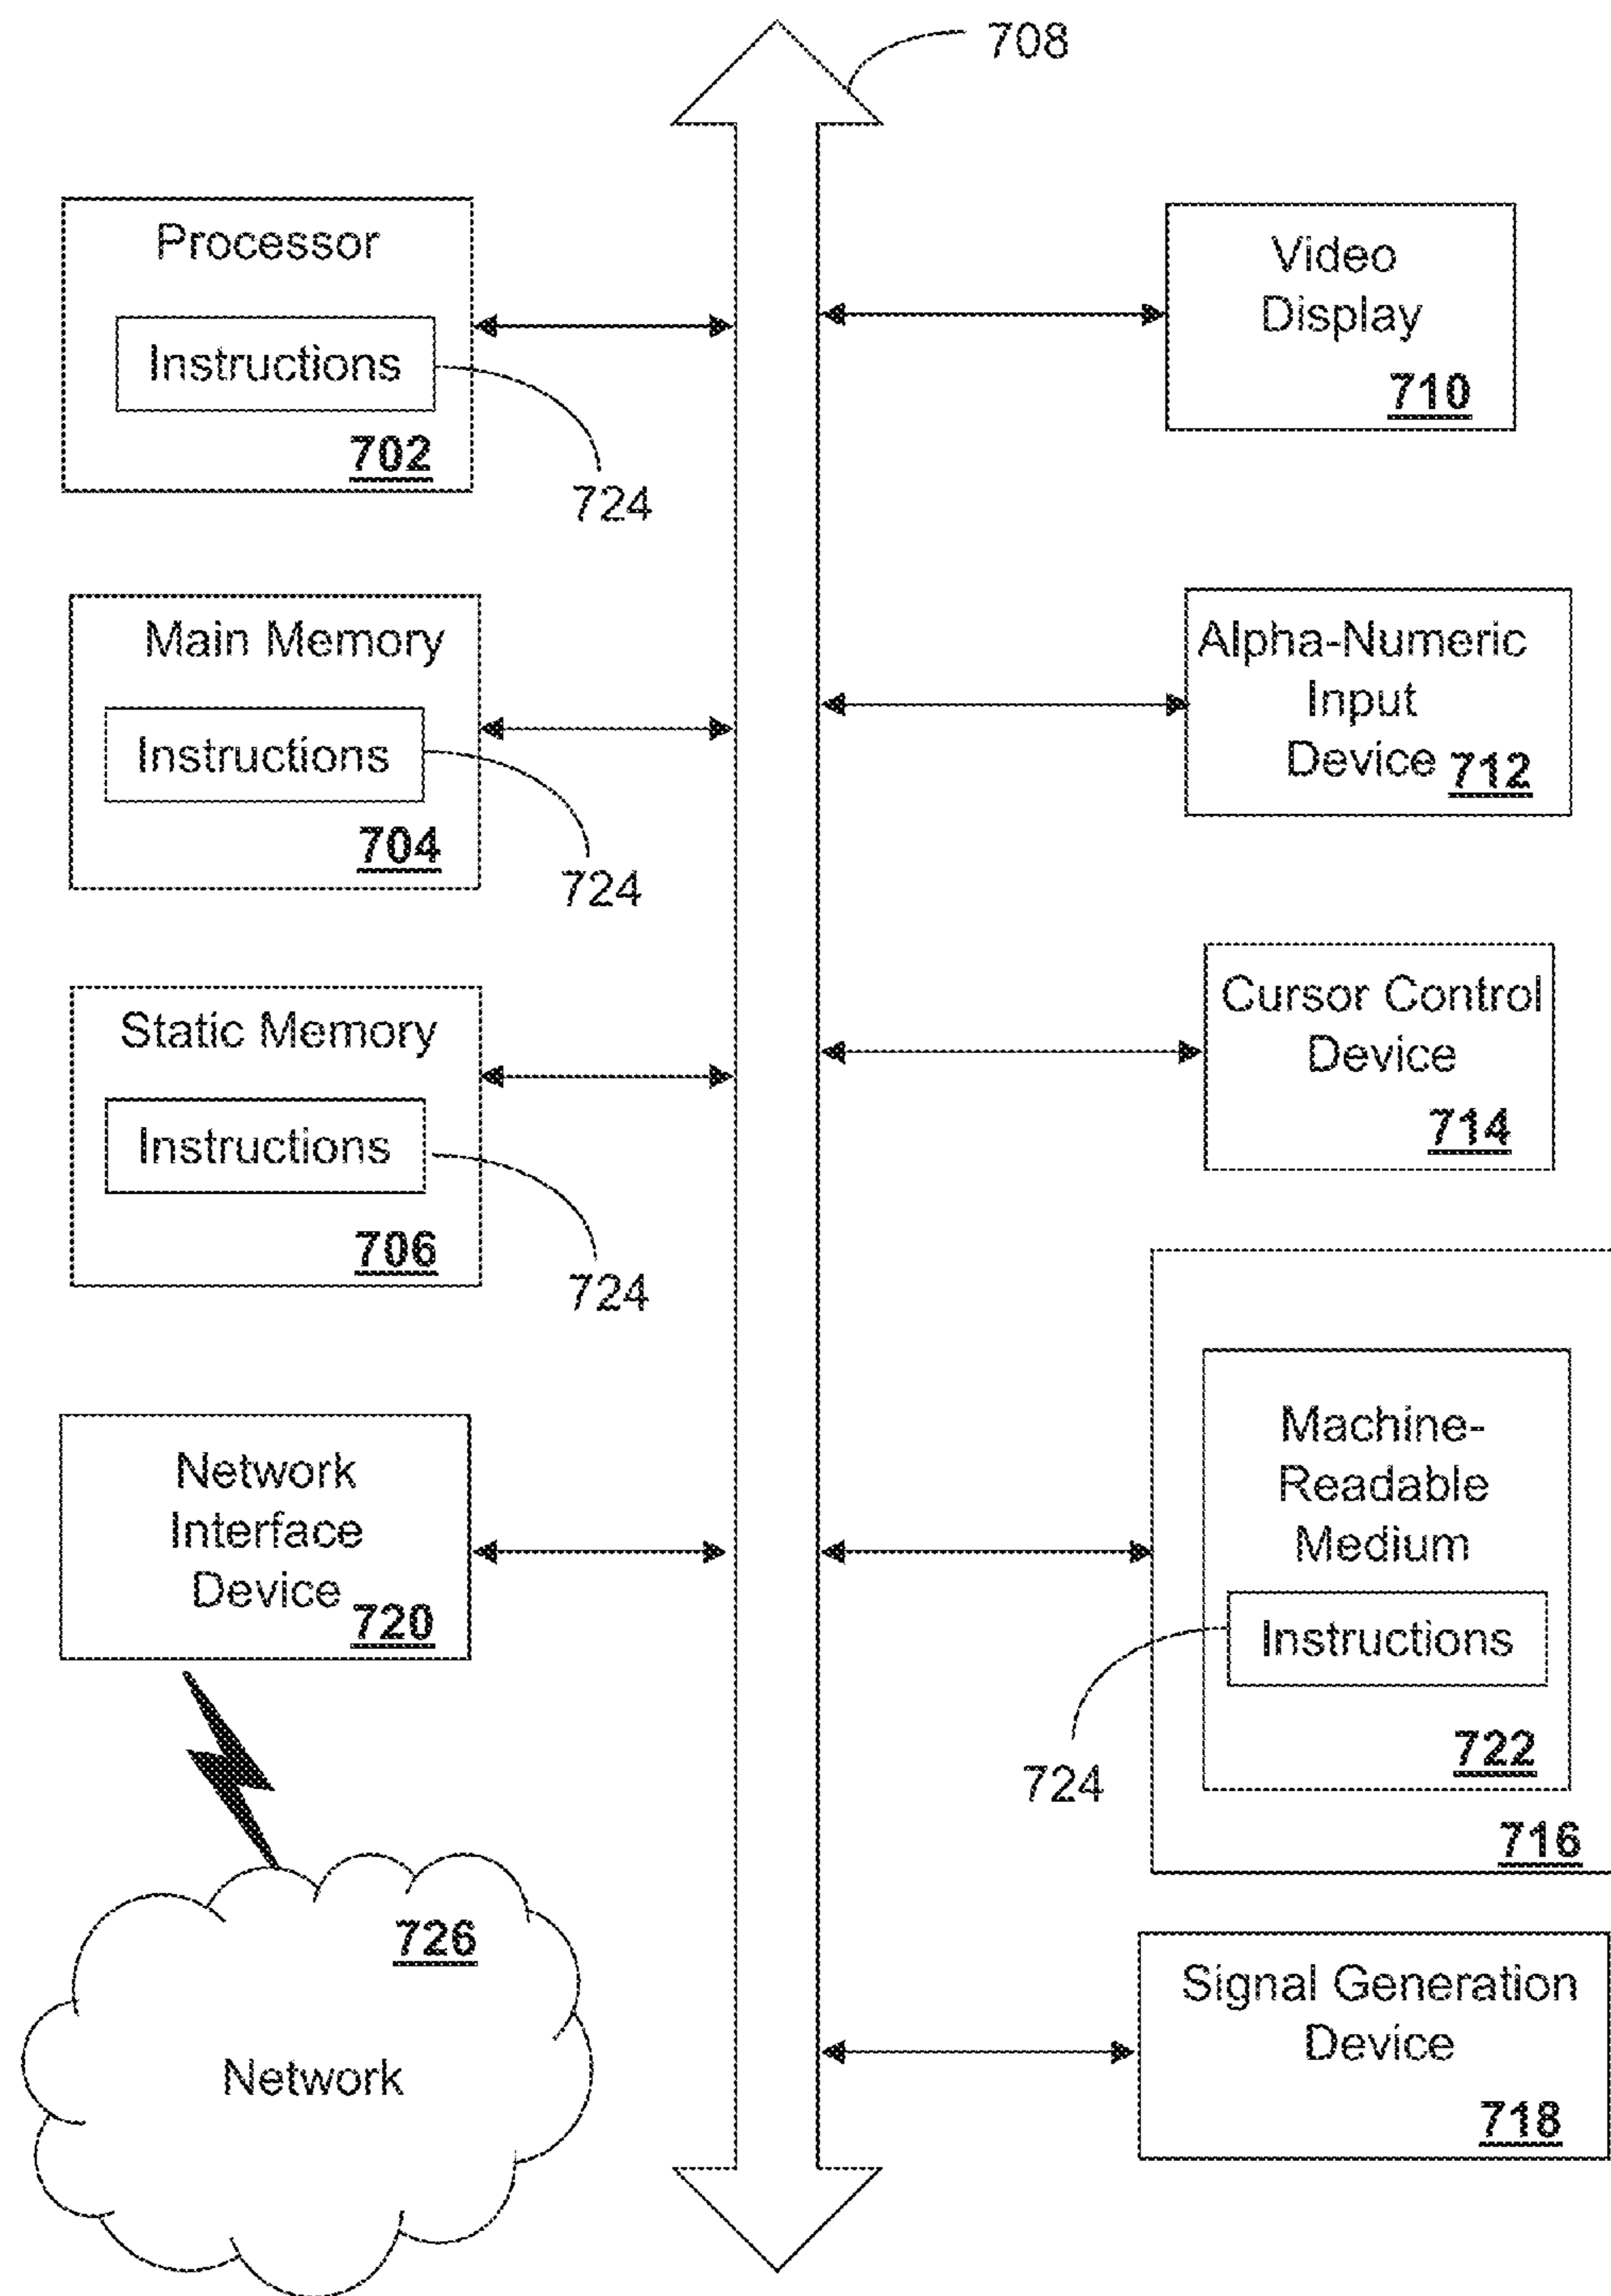 708
Processor
Instructions
702
724
Main Memory
Instructions
704
724
Static Memory
Instructions
706
724
Network
Interface
Device
720
726
Network
Video
Display
710
Alpha-Numeric
Input
Device 712
Cursor Control
Device
714
Machine-
Readable
Medium
Instructions
724
722
716
Signal Generation
Device
718